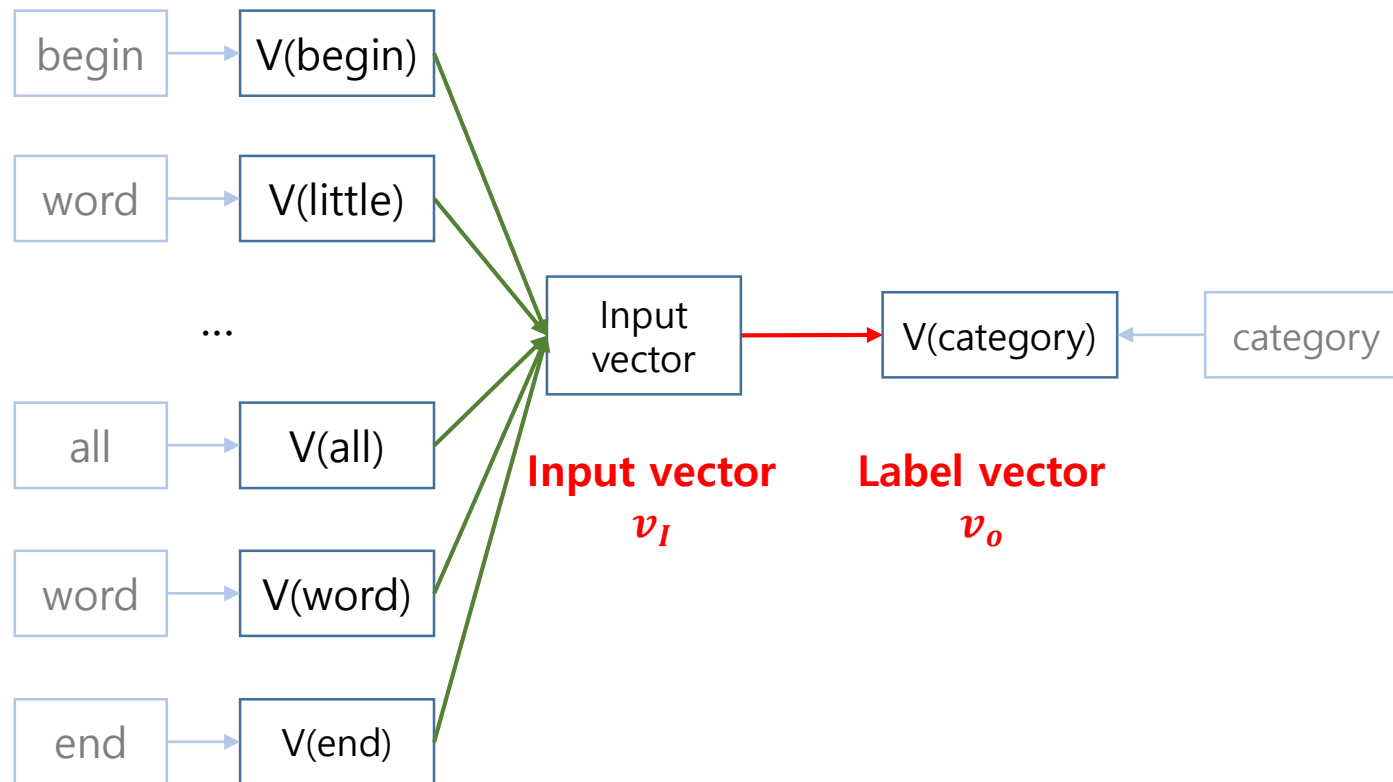 begin V(begin)
word V(little)
...
Input
vector
V(category) category
all V(all)
Input vector Label vector
v_I v_o
word V(word)
end V(end)